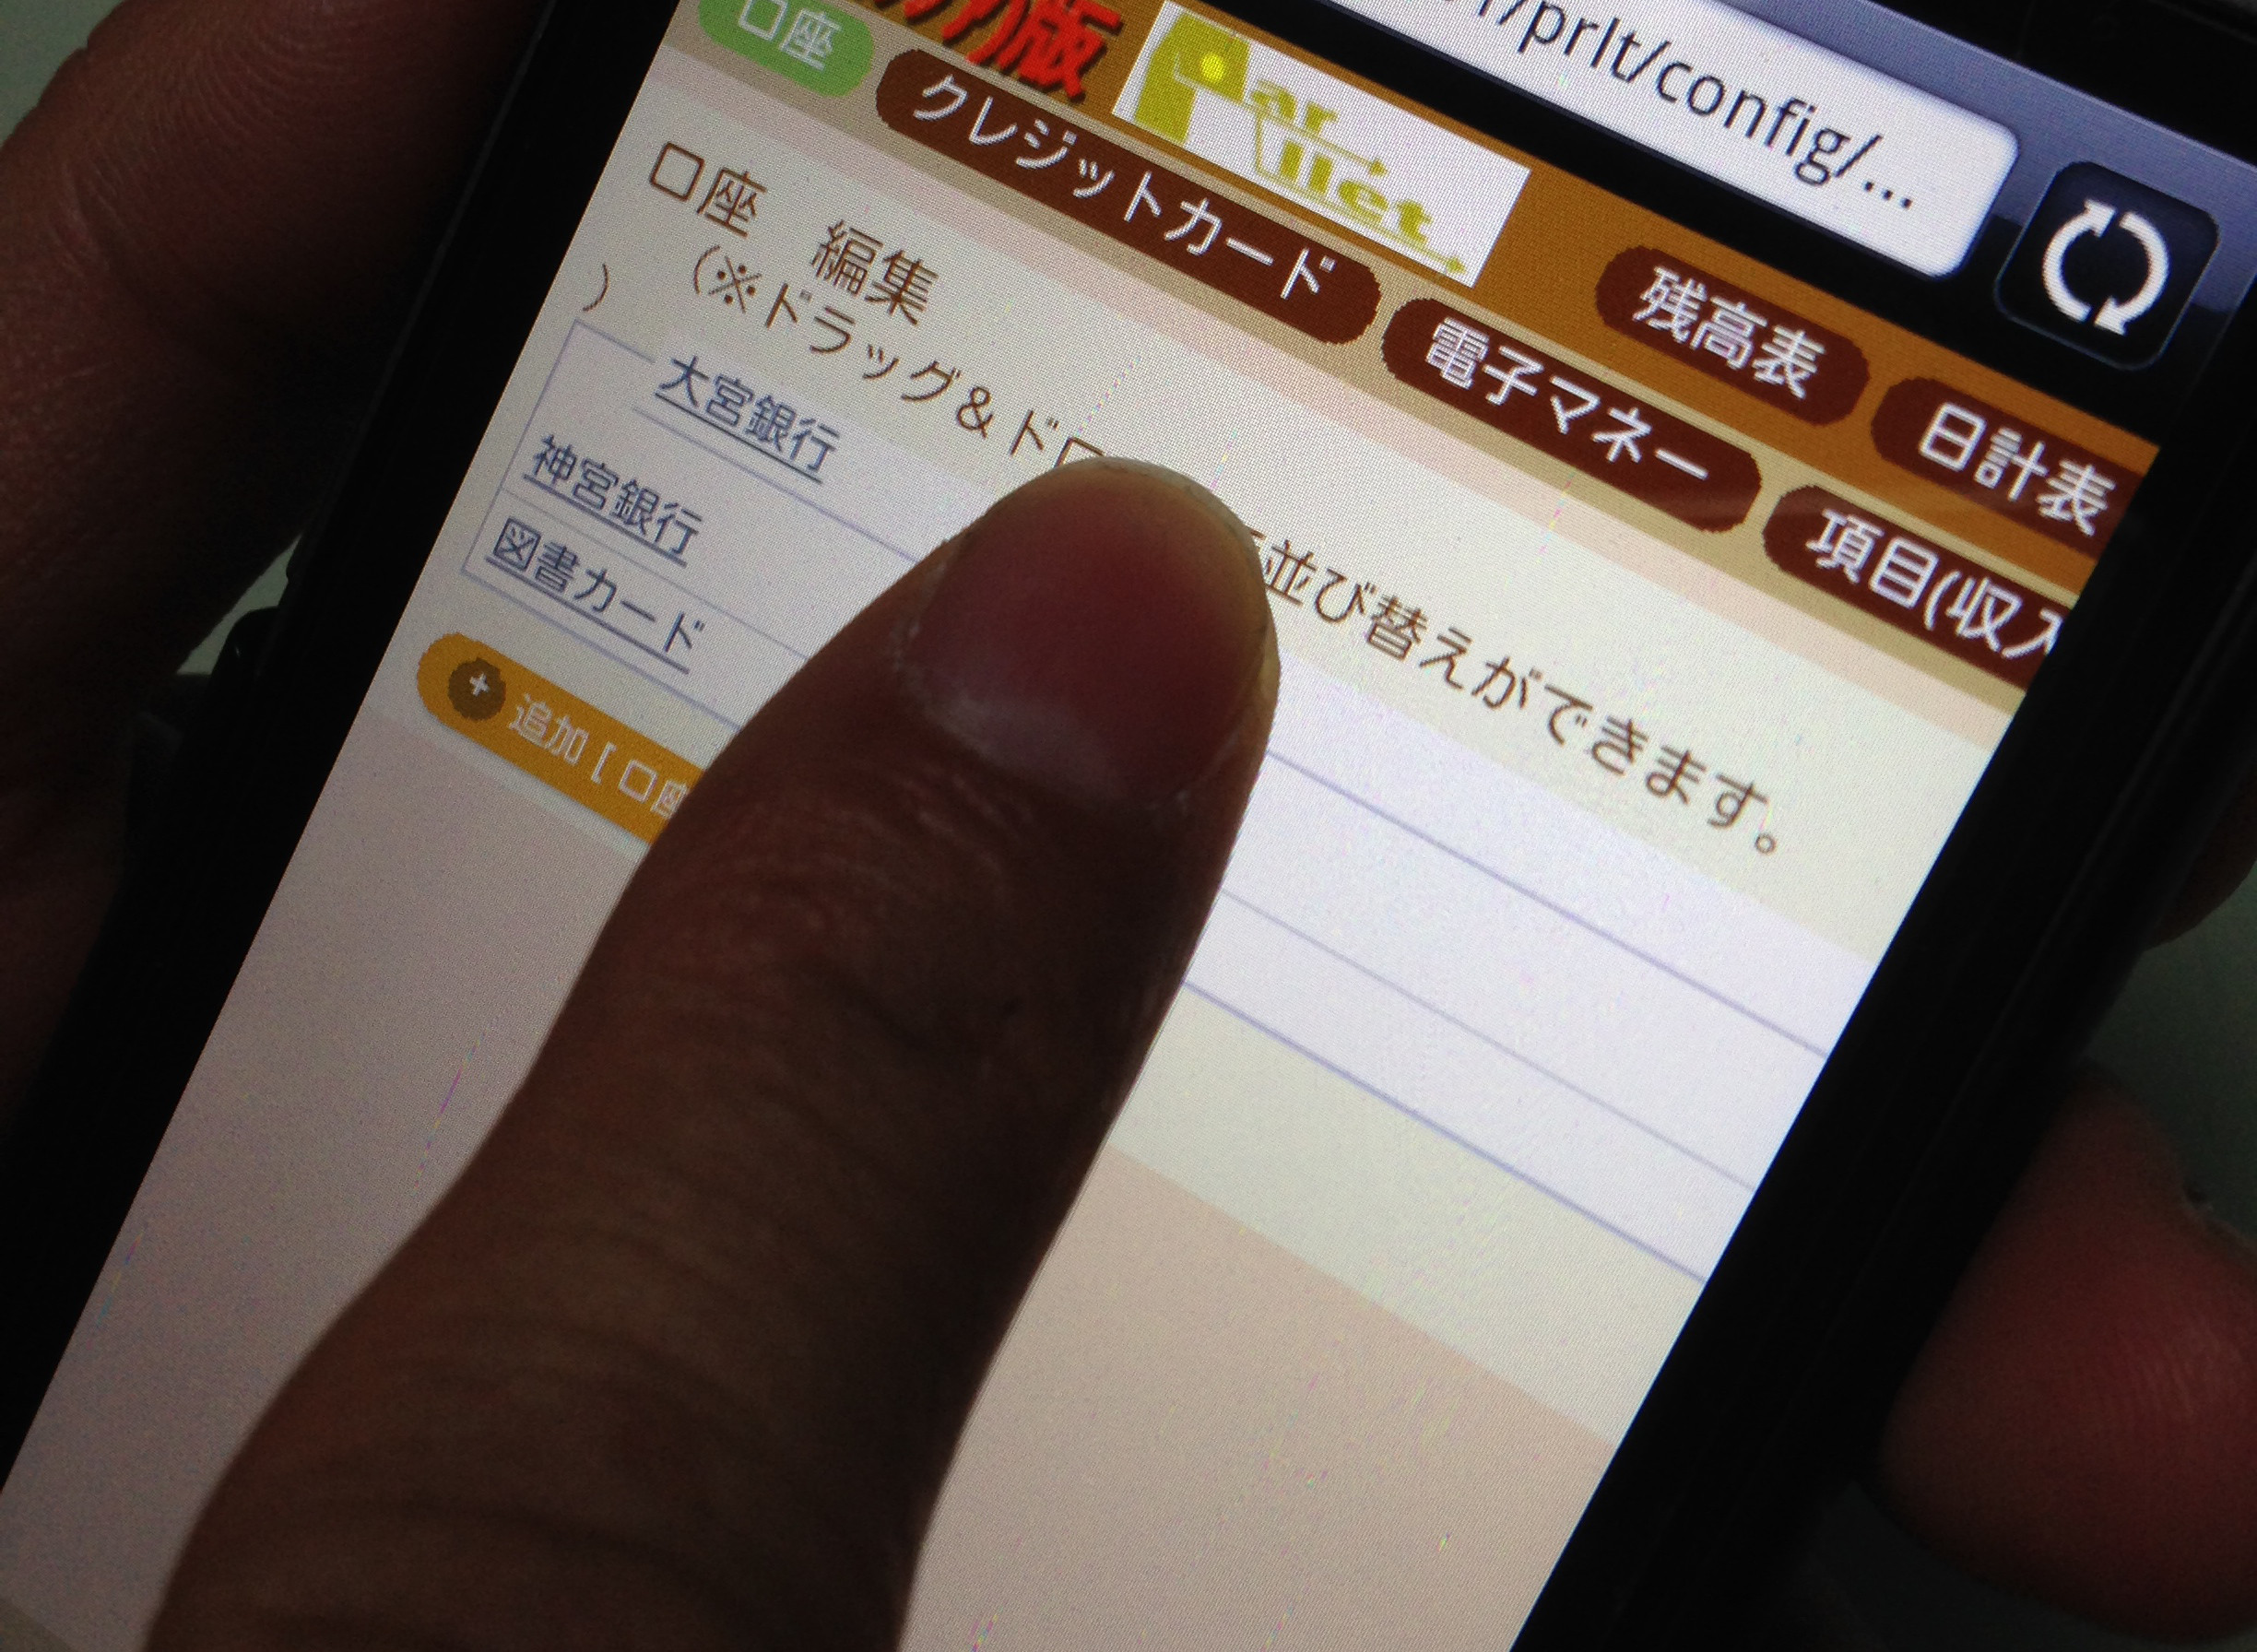 /prlt/config/...
版
Par
Wallet
残高表
日計表
口座
クレジットカード
電子マネー
項目(収入
口座 編集
(※ドラッグ&ド
並び替えができます。
)
大宮銀行
神宮銀行
図書カード
+ 追加 [ 口座